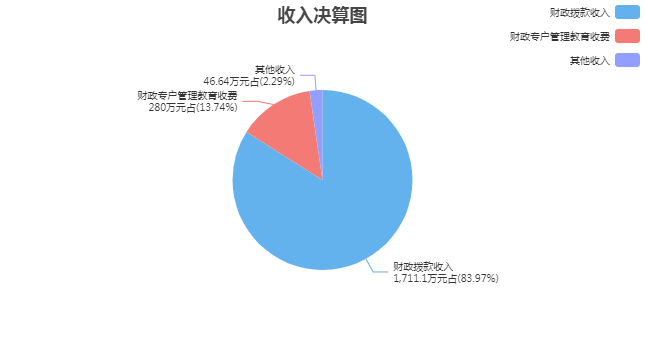 收入决算图
财政拨款收入
财政专户管理教育收费
其他收入
其他收入
46.64万元占(2.29%)
财政专户管理教育收费
280万元占(13.74%)
财政拨款收入
1,711.1万元占(83.97%)